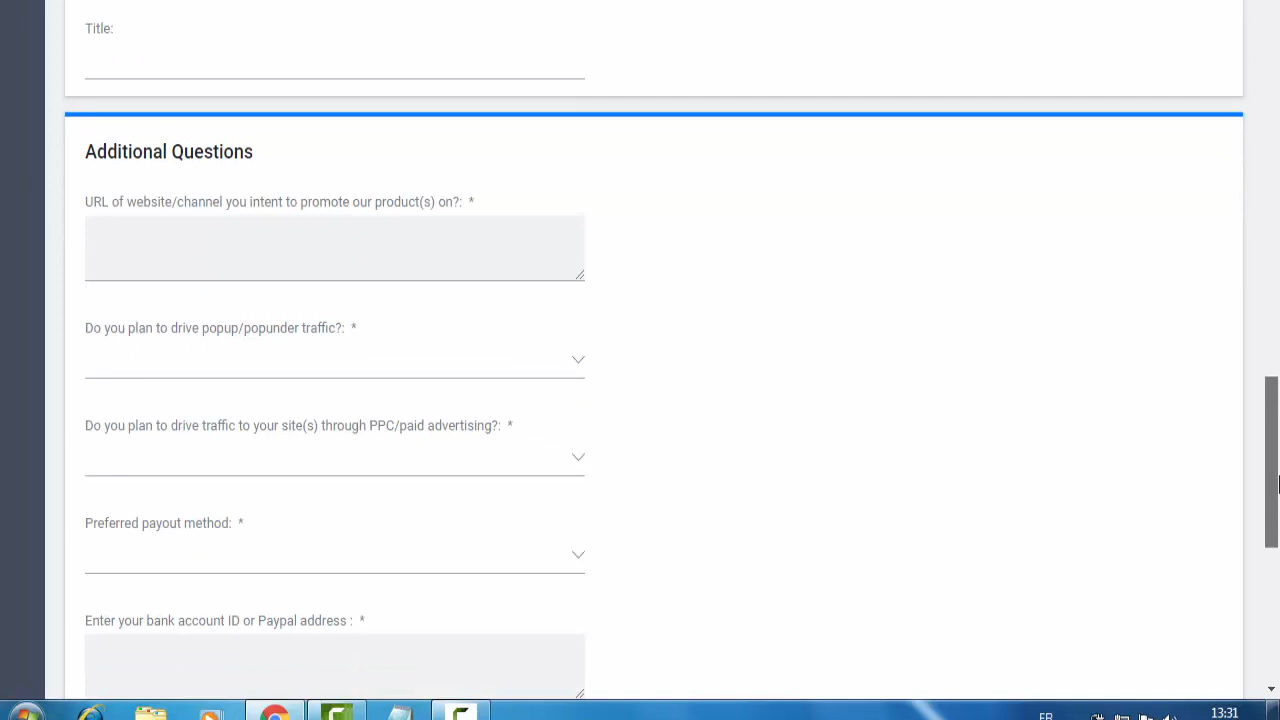 Title:
Additional Questions
URL of website/channel you intent to promote our product(s) on?: *
Do you plan to drive popup/popunder traffic?: *
Do you plan to drive traffic to your site(s) through PPC/paid advertising?: *
Preferred payout method: *
Enter your bank account ID or Paypal address : *
FR
13:31